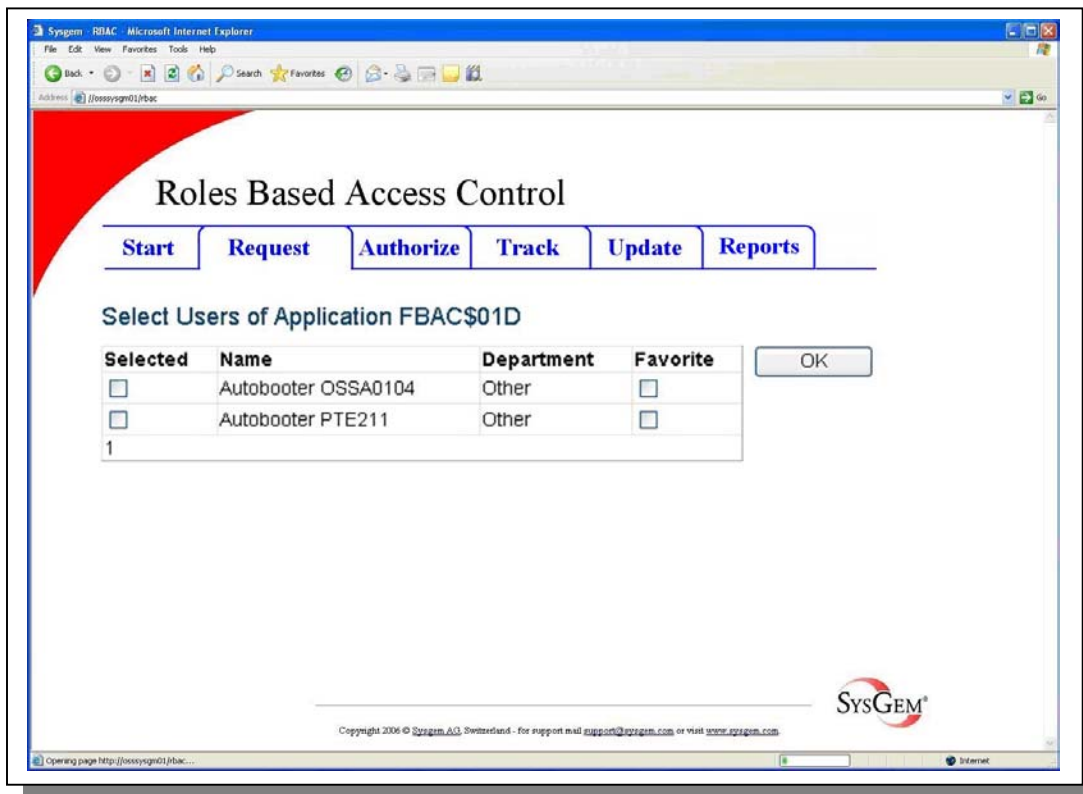 Sysgem - RBAC - Microsoft Internet Explorer
File Edit View Favorites Tools Help
Back Search Favorites
Address //osssysgm01/rbac Go
Roles Based Access Control
Start Request Authorize Track Update Reports
Select Users of Application FBAC$01D
Selected Name Department Favorite OK
Autobooter OSSA0104 Other
Autobooter PTE211 Other
1
SYSGEM®
Copyright 2006 © Sysgem AG, Switzerland - for support mail support@sysgem.com or visit www.sysgem.com.
Opening page http://osssysgm01/rbac... Internet